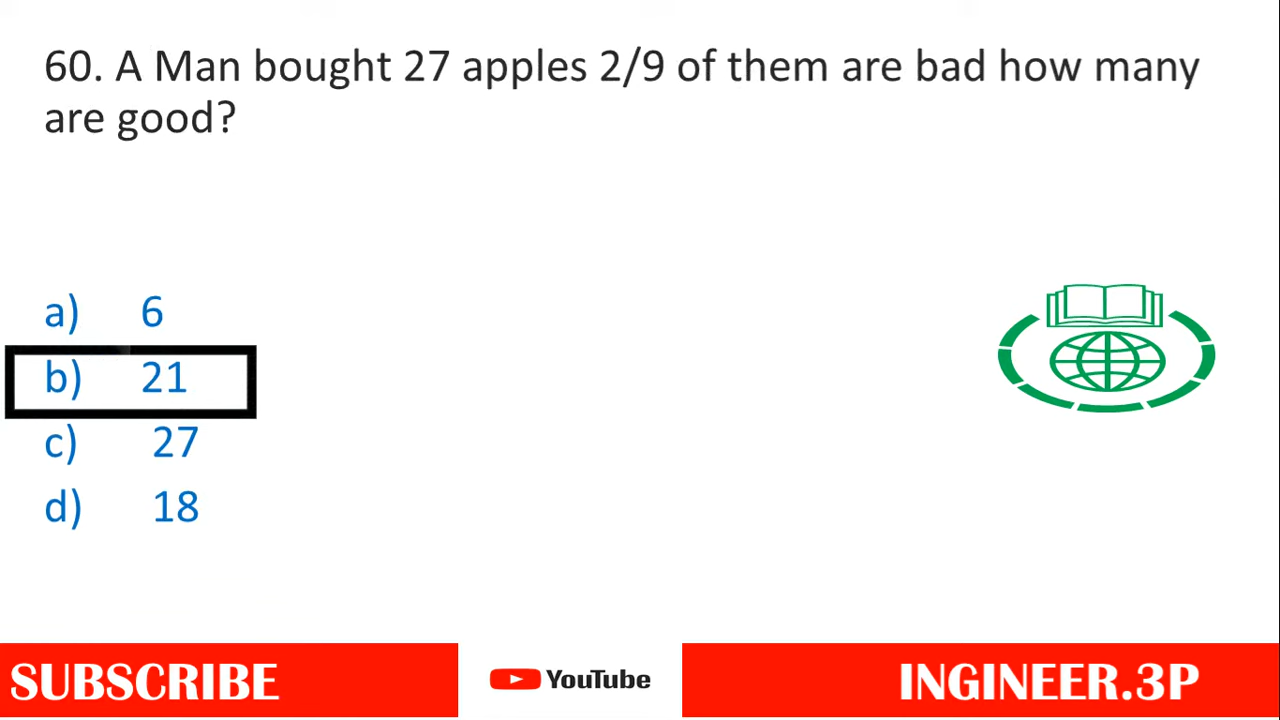 60. A Man bought 27 apples 2/9 of them are bad how many
are good?
a) 6
b) 21
c) 27
d) 18
SUBSCRIBE
YouTube
INGINEER.3P